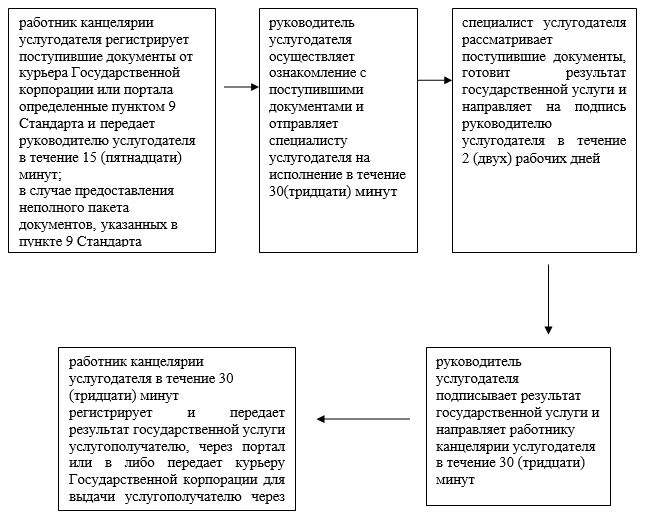 работник канцелярии
услугодателя регистрирует
поступившие документы от
курьера Государственной
корпорации или портала
определенные пунктом 9
Стандарта и передает
руководителю услугодателя
в течение 15 (пятнадцати)
минут;
в случае предоставления
неполного пакета
документов, указанных в
пункте 9 Стандарта
руководитель
услугодателя
осуществляет
ознакомление с
поступившими
документами и
отправляет
специалисту
услугодателя на
исполнение в течение
30(тридцати) минут
специалист услугодателя
рассматривает
поступившие документы,
готовит результат
государственной услуги и
направляет на подпись
руководителю
услугодателя в течение
2 (двух) рабочих дней
руководитель
услугодателя
подписывает результат
государственной услуги и
направляет работнику
канцелярии услугодателя
в течение 30 (тридцати)
минут
работник канцелярии
услугодателя в течение 30
(тридцати) минут
регистрирует и передает
результат государственной услуги
услугополучателю, через портал
или в либо передает курьеру
Государственной корпорации для
выдачи услугополучателю через